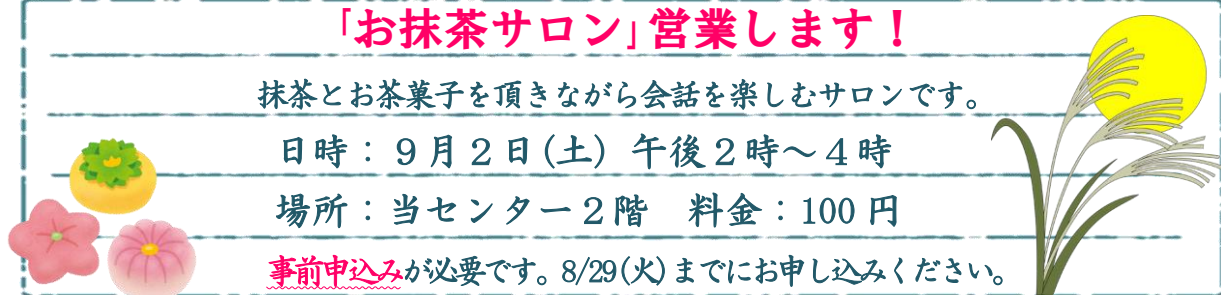 ｢お抹茶サロン｣営業します！
抹茶とお茶菓子を頂きながら会話を楽しむサロンです。
日時：９月２日(土) 午後２時～４時
場所：当センター２階　料金：100 円
事前申込みが必要です。8/29(火)までにお申し込みください。